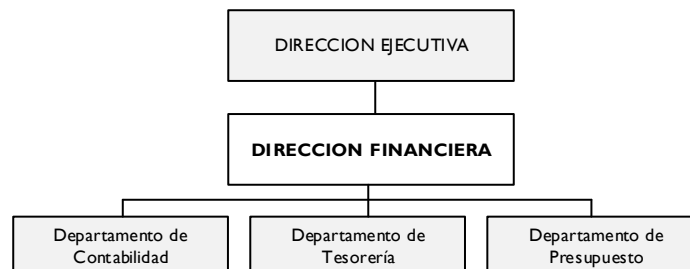 DIRECCION EJECUTIVA
DIRECCION FINANCIERA
Departamento de
Contabilidad
Departamento de
Tesorería
Departamento de
Presupuesto